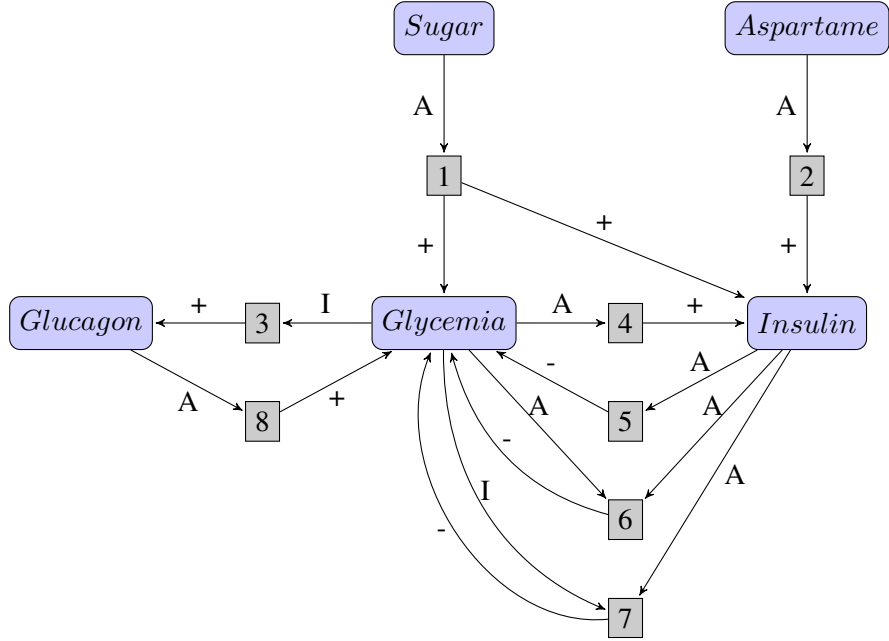 Sugar Aspartame
A A
1 2
+
+ +
Glucagon + 3 I Glycemia A 4 + Insulin
- A
A 8 + A 5 A
- 6 A
I
-
7